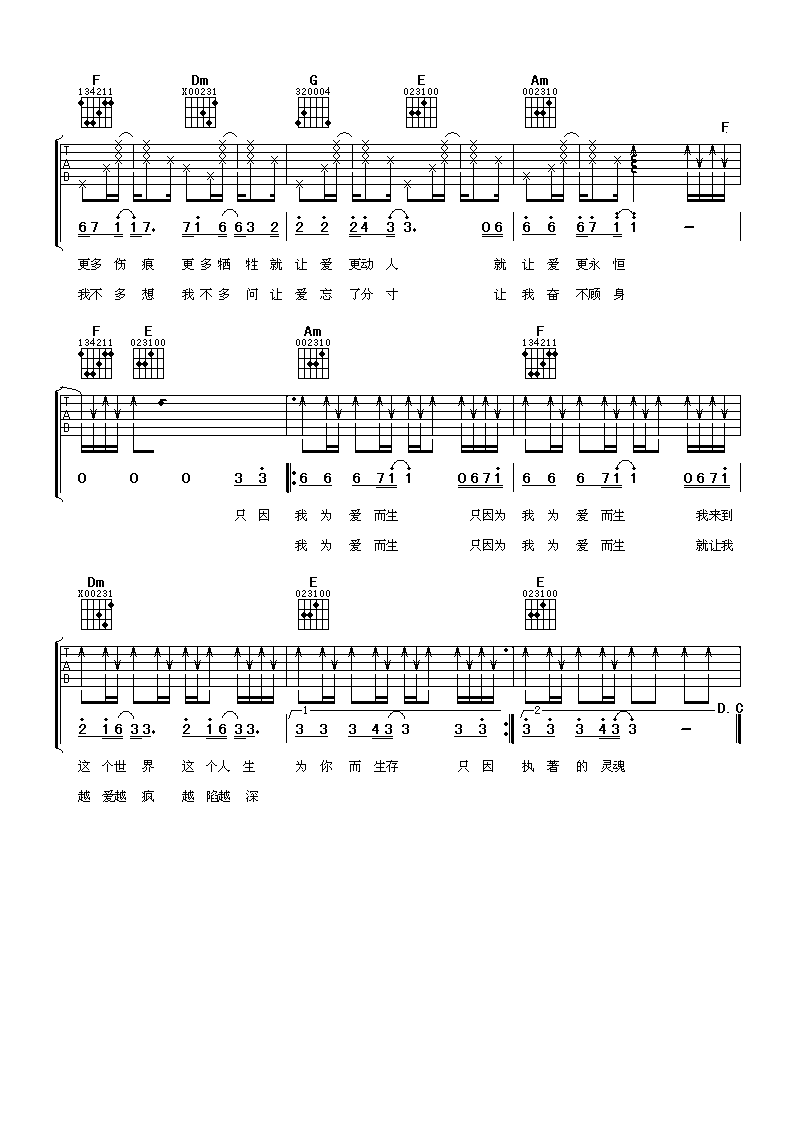 F Dm G E Am
134211 X00231 320004 023100 002310
F
T A B
67 1 17. 71 6 63 2 2 2 24 3 3. 06 6 6 67 1 1 -
更多 伤 痕 更 多 牺 牲 就 让 爱 更动 人 就 让 爱 更永 恒
我不 多 想 我 不 多 问 让 爱 忘 了分 寸 让 我 奋 不顾 身
F E Am F
134211 023100 002310 134211
T A B
0 0 0 3 3 6 6 6 71 1 0671 6 6 6 71 1 0671
只 因 我 为 爱 而生 只因为 我 为 爱 而生 我来到
我 为 爱 而生 只因为 我 为 爱 而生 就让我
Dm E E
X00231 023100 023100
T A B
1 2 D.C
2 16 33. 2 16 33. 3 3 3 43 3 3 3 3 3 3 43 3 -
这 个世 界 这 个人 生 为 你 而 生存 只 因 执 著 的 灵魂
越 爱越 疯 越 陷越 深